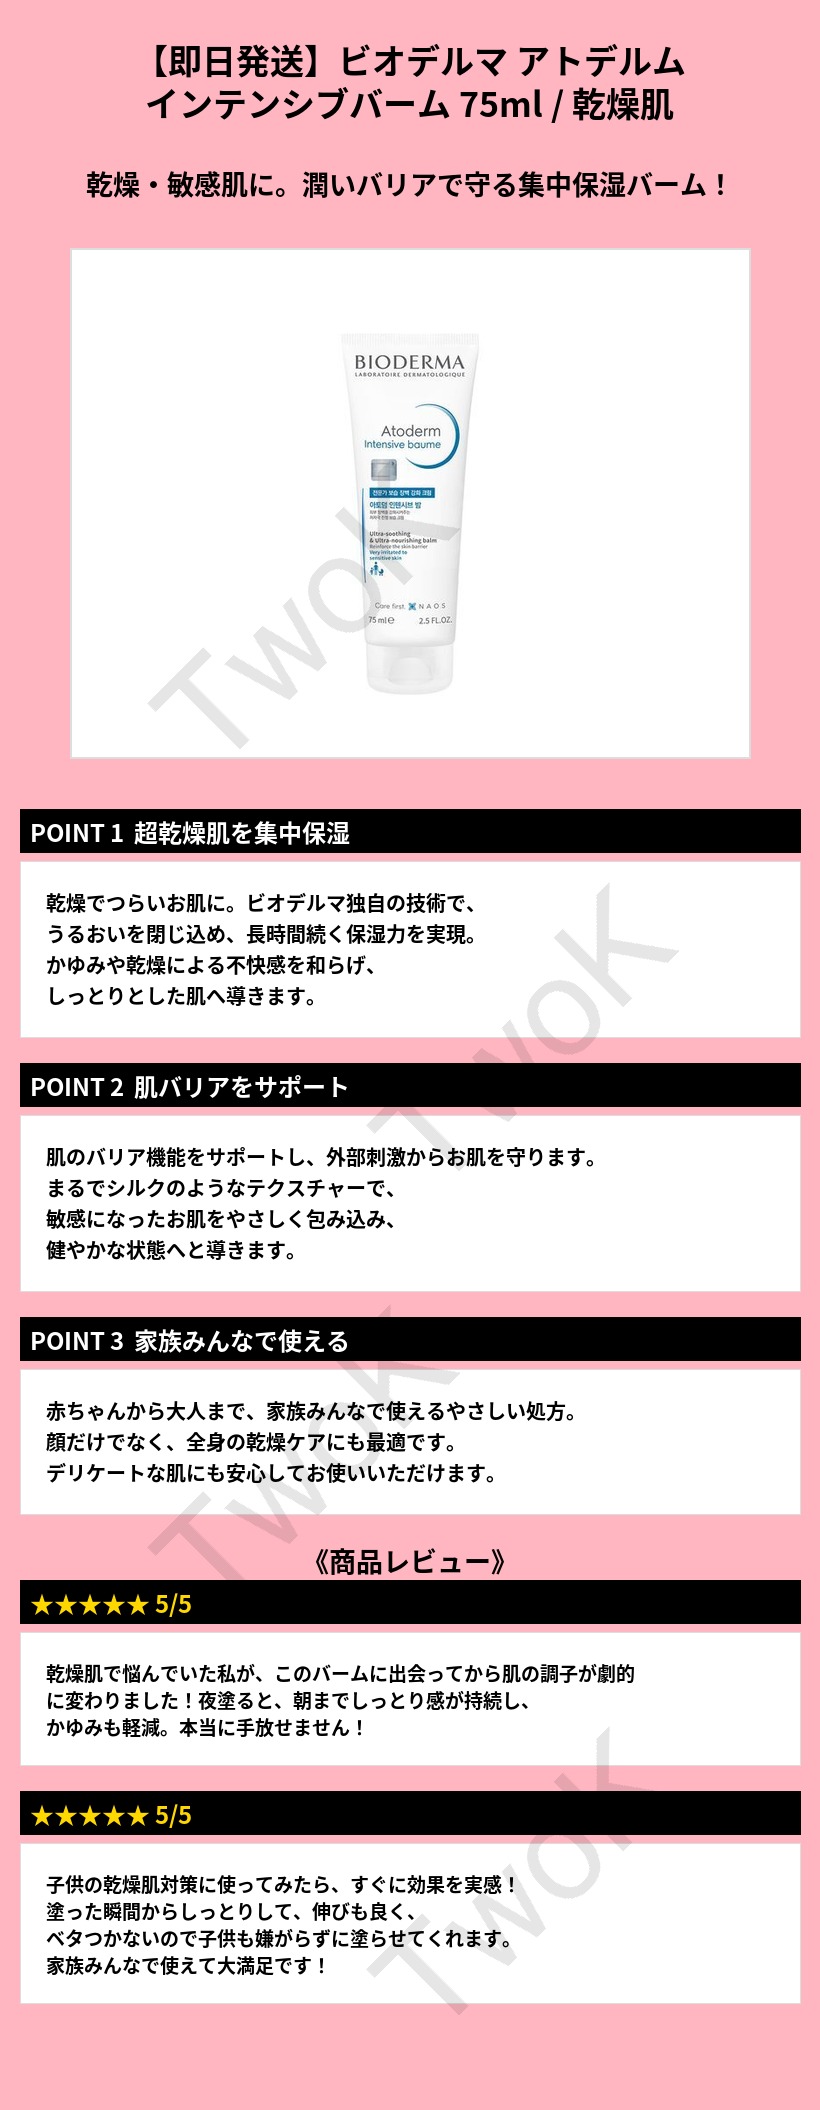 【即日発送】ビオデルマ アトデルム
インテンシブバーム 75ml / 乾燥肌
乾燥・敏感肌に。潤いバリアで守る集中保湿バーム！
BIODERMA
LABORATOIRE DERMATOLOGIQUE
Atoderm
Intensive baume
전문가 보습 장벽 강화 크림
아토덤 인텐시브 밤
Ultra-soothing
& Ultra-nourishing balm
Reinforce the skin barrier
Very irritated to
sensitive skin
Care first. NAOS
75 ml℮ 2.5 FL.OZ.
TwoK
POINT 1 超乾燥肌を集中保湿
乾燥でつらいお肌に。ビオデルマ独自の技術で、
うるおいを閉じ込め、長時間続く保湿力を実現。
かゆみや乾燥による不快感を和らげ、
しっとりとした肌へ導きます。
TwoK
POINT 2 肌バリアをサポート
肌のバリア機能をサポートし、外部刺激からお肌を守ります。
まるでシルクのようなテクスチャーで、
敏感になったお肌をやさしく包み込み、
健やかな状態へと導きます。
POINT 3 家族みんなで使える
赤ちゃんから大人まで、家族みんなで使えるやさしい処方。
顔だけでなく、全身の乾燥ケアにも最適です。
デリケートな肌にも安心してお使いいただけます。
TwoK
《商品レビュー》
★★★★★ 5/5
乾燥肌で悩んでいた私が、このバームに出会ってから肌の調子が劇的
に変わりました！夜塗ると、朝までしっとり感が持続し、
かゆみも軽減。本当に手放せません！
★★★★★ 5/5
子供の乾燥肌対策に使ってみたら、すぐに効果を実感！
塗った瞬間からしっとりして、伸びも良く、
ベタつかないので子供も嫌がらずに塗らせてくれます。
家族みんなで使えて大満足です！
TwoK